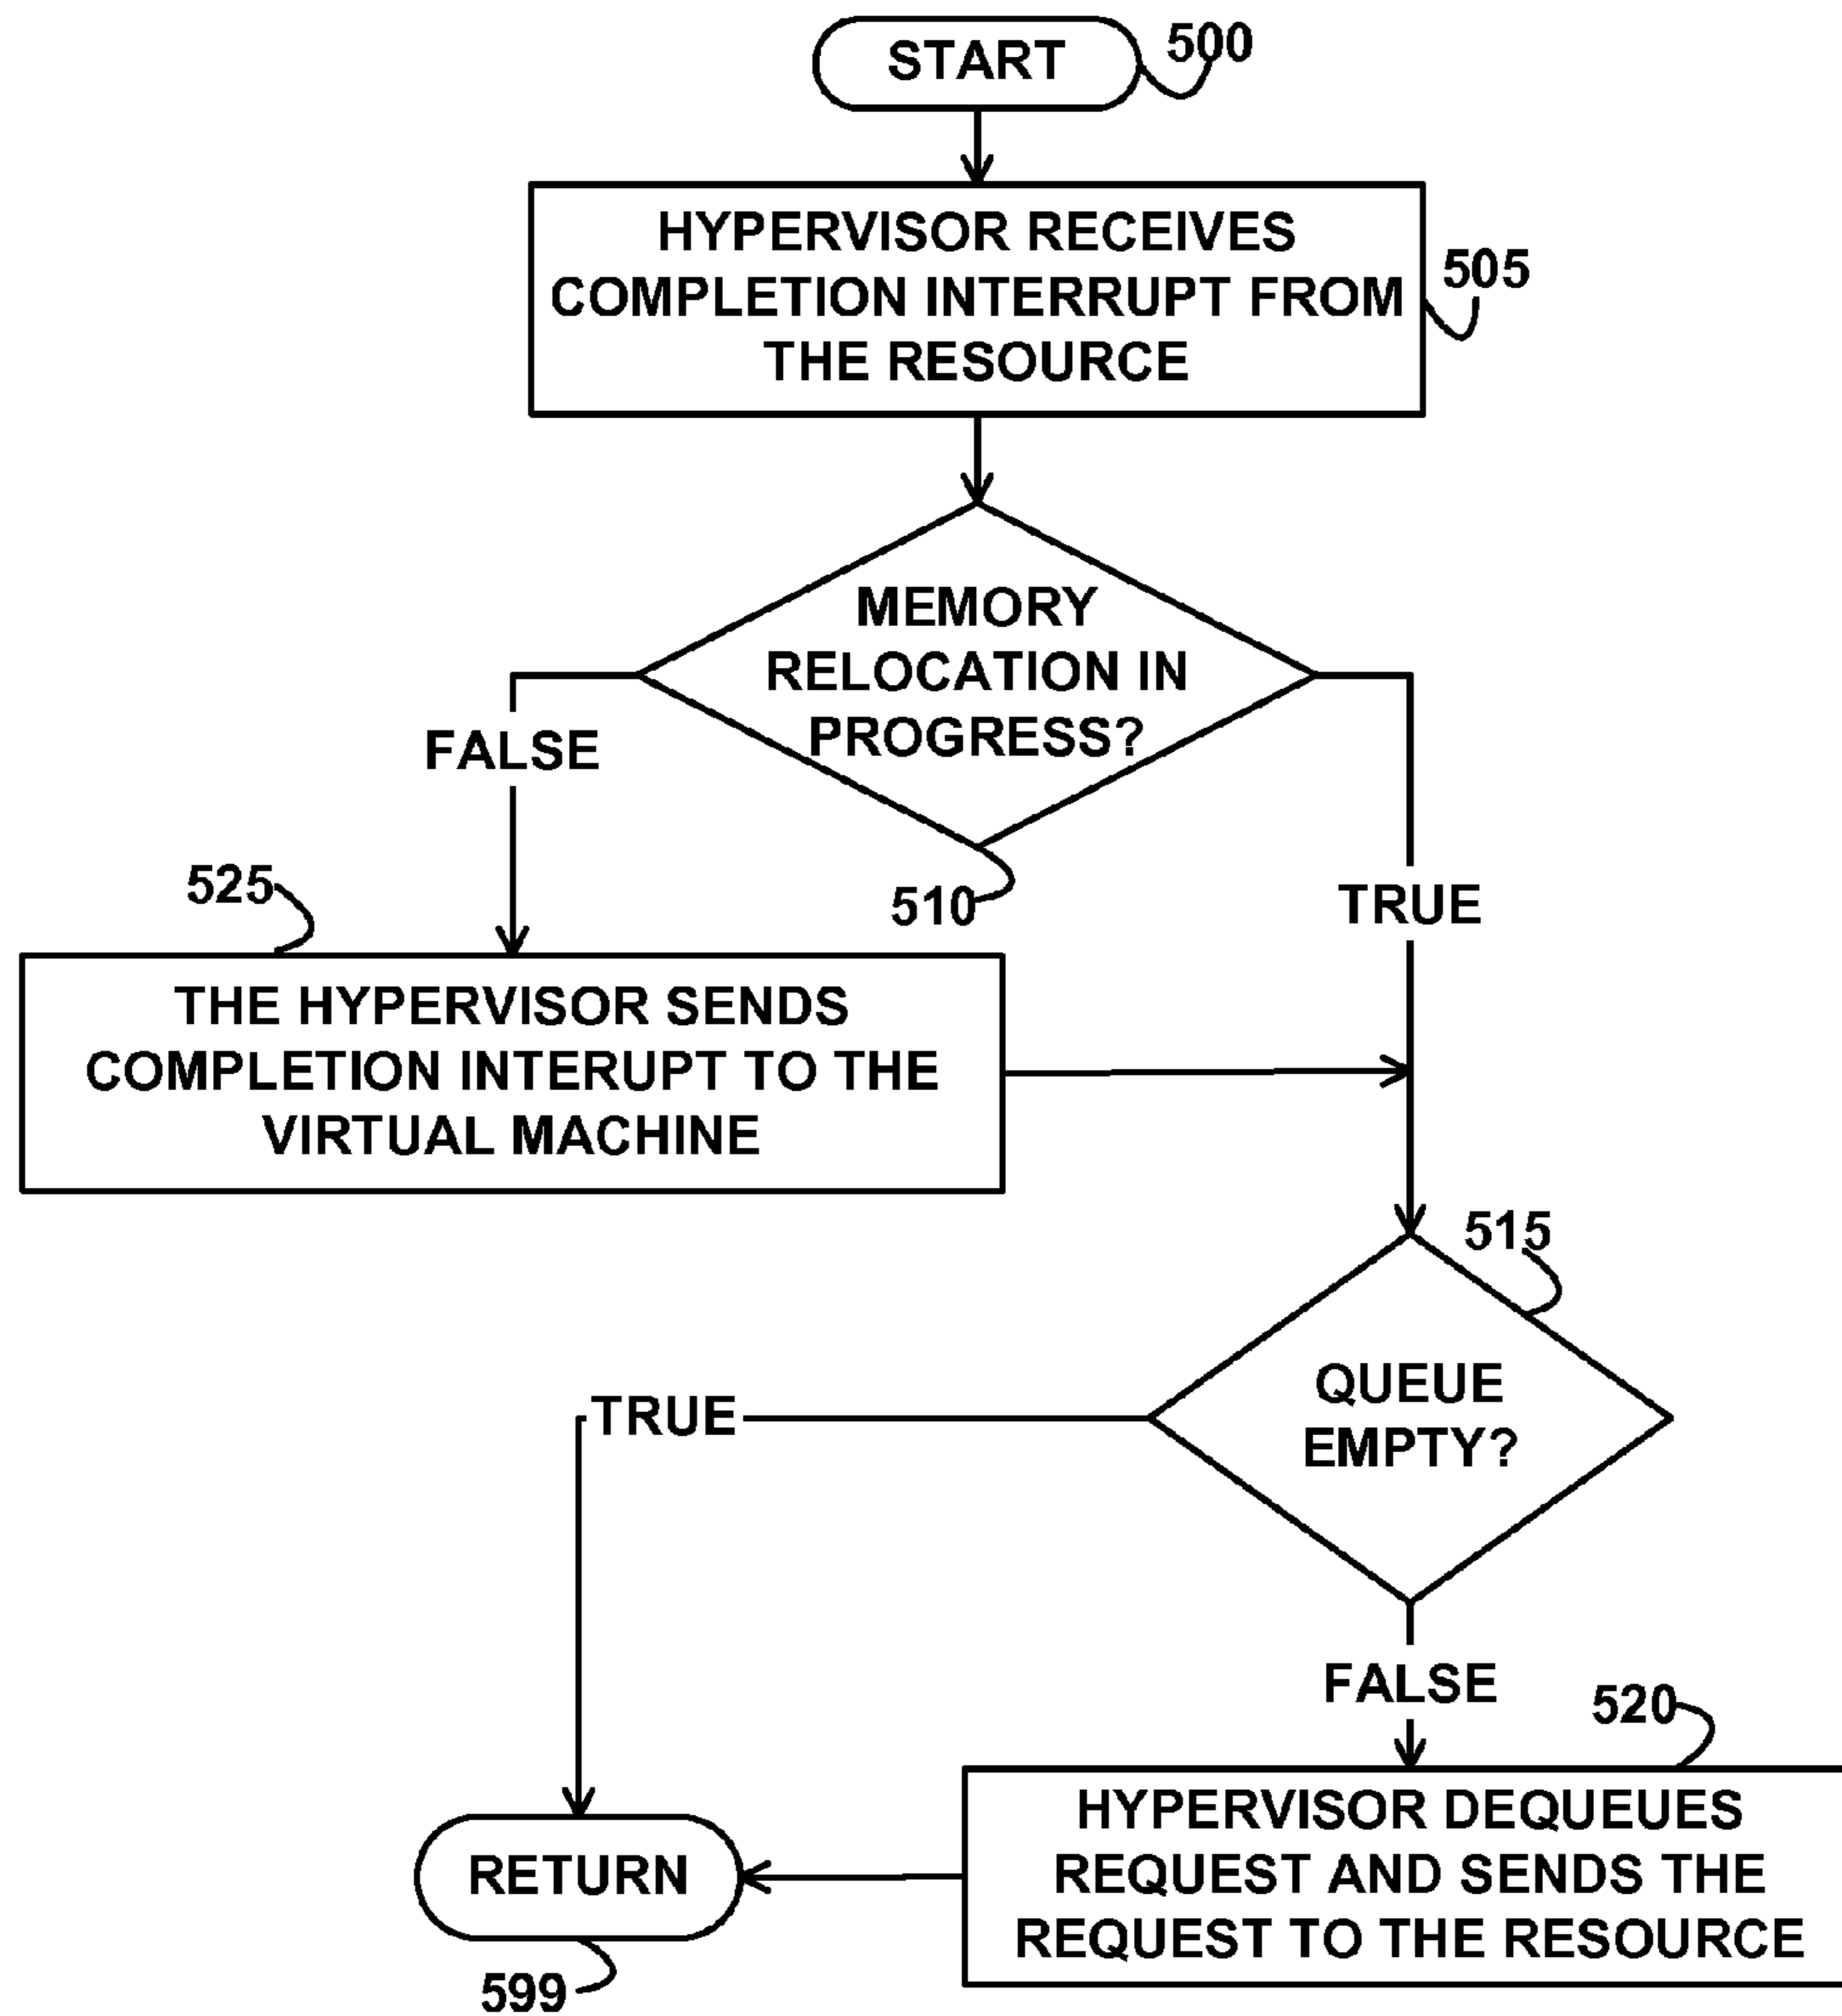 START
500
HYPERVISOR RECEIVES
COMPLETION INTERRUPT FROM
THE RESOURCE
505
MEMORY
RELOCATION IN
PROGRESS?
510
FALSE
TRUE
525
THE HYPERVISOR SENDS
COMPLETION INTERUPT TO THE
VIRTUAL MACHINE
515
QUEUE
EMPTY?
TRUE
FALSE
520
HYPERVISOR DEQUEUES
REQUEST AND SENDS THE
REQUEST TO THE RESOURCE
RETURN
599